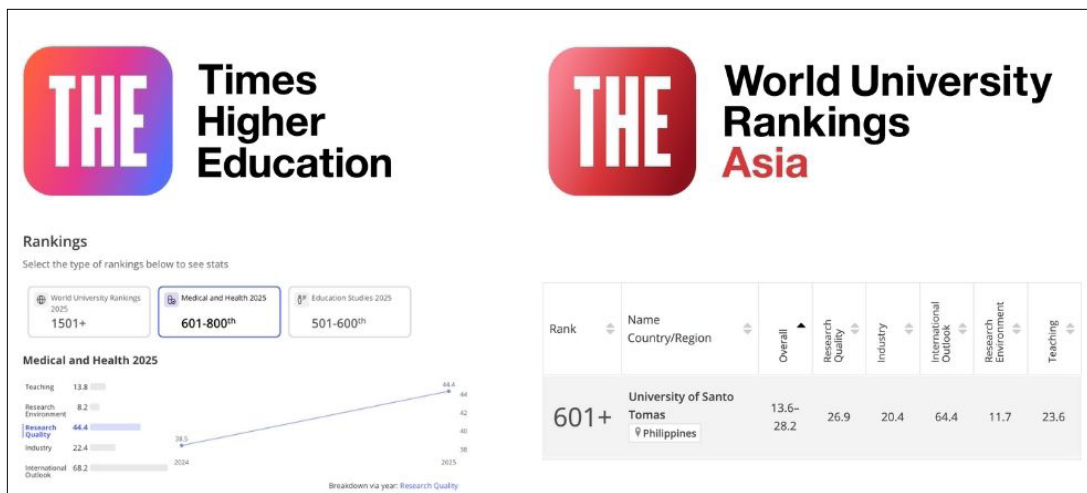 THE
Times
Higher
Education
THE
World University
Rankings
Asia
Rankings
Select the type of rankings below to see stats
World University Rankings
2025
1501+
Medical and Health 2025
601-800th
Education Studies 2025
501-600th
Medical and Health 2025
Teaching 13.8
Research
Environment 8.2
Research
Quality 44.4
Industry 22.4
International
Outlook 68.2
38.5
44.4
44
42
40
38
2024
2025
Breakdown via year: Research Quality
Rank
Name
Country/Region
Overall
Research
Quality
Industry
International
Outlook
Research
Environment
Teaching
601+
University of Santo
Tomas
Philippines
13.6–
28.2
26.9
20.4
64.4
11.7
23.6